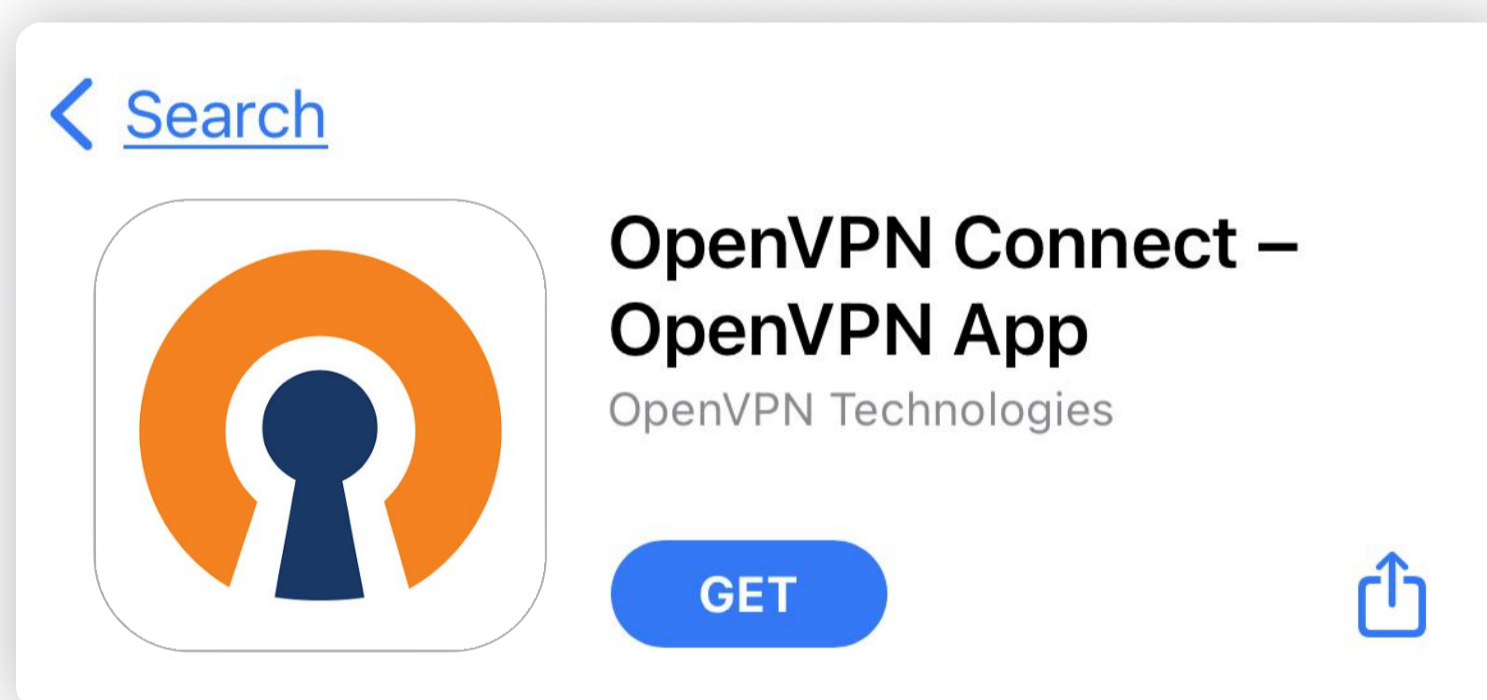 Search
OpenVPN Connect –
OpenVPN App
OpenVPN Technologies
GET